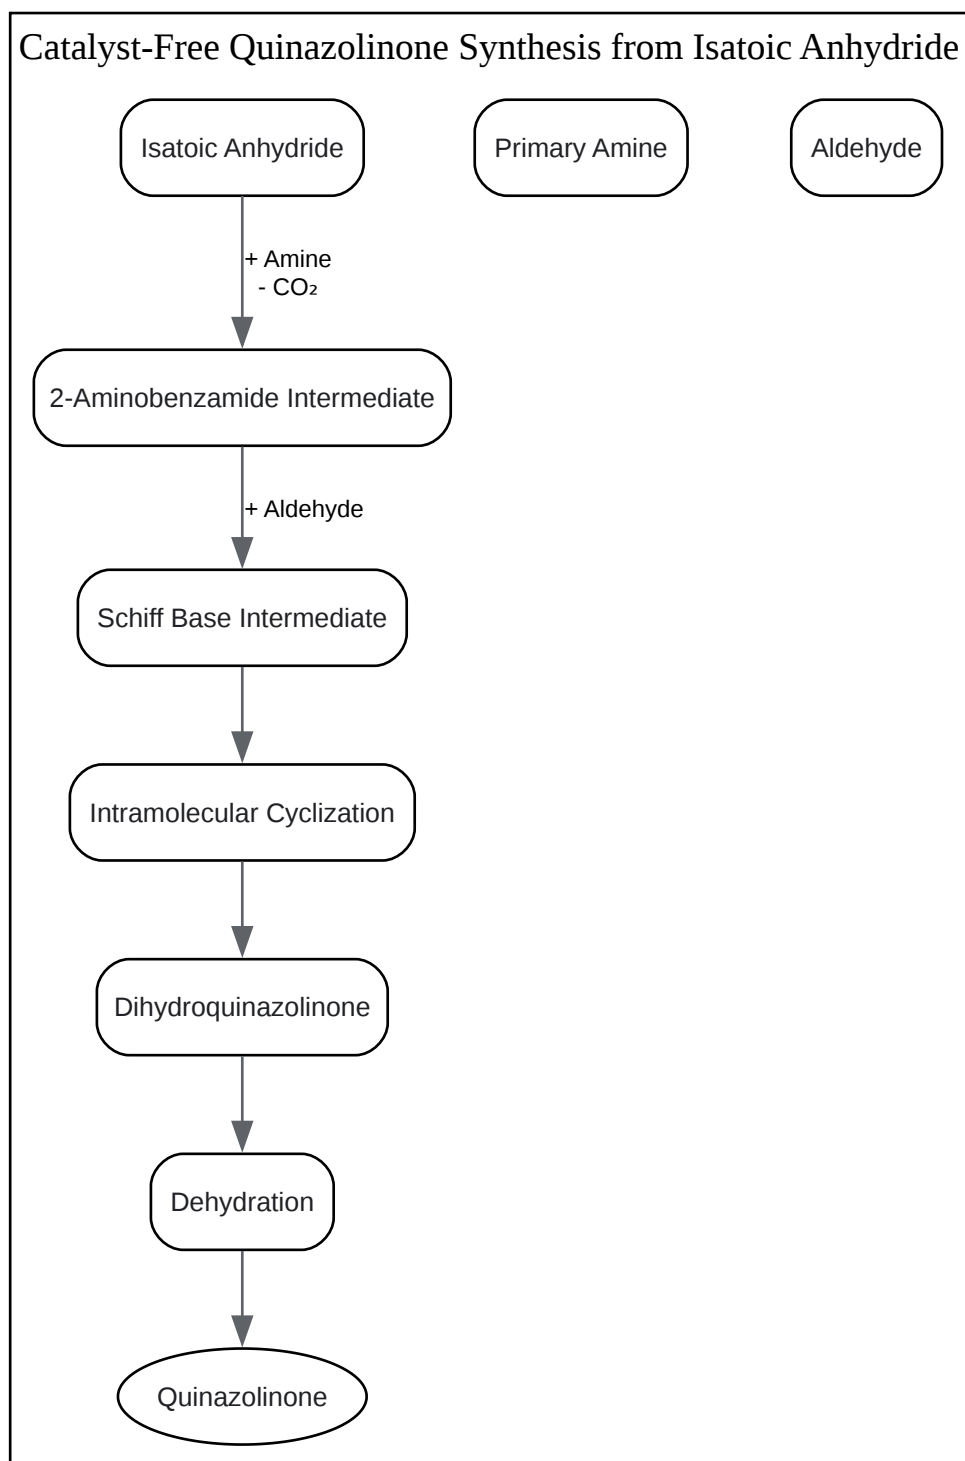 Catalyst-Free Quinazolinone Synthesis from Isatoic Anhydride
Isatoic Anhydride
Primary Amine
Aldehyde
+ Amine
- CO₂
2-Aminobenzamide Intermediate
+ Aldehyde
Schiff Base Intermediate
Intramolecular Cyclization
Dihydroquinazolinone
Dehydration
Quinazolinone